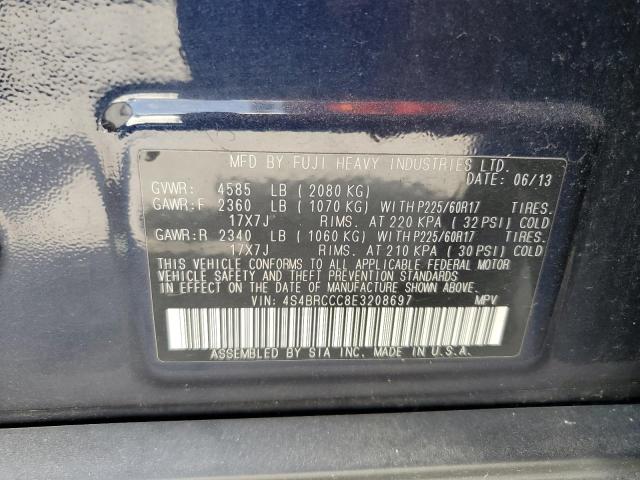 MFD BY FUJI HEAVY INDUSTRIES LTD.
DATE: 06/13
GVWR: 4585 LB ( 2080 KG)
GAWR:F 2360 LB ( 1070 KG) WITH P225/60R17 TIRES.
17X7J RIMS. AT 220 KPA ( 32 PSI) COLD
GAWR:R 2340 LB ( 1060 KG) WITH P225/60R17 TIRES.
17X7J RIMS. AT 210 KPA ( 30 PSI) COLD
THIS VEHICLE CONFORMS TO ALL APPLICABLE FEDERAL MOTOR
VEHICLE SAFETY AND THEFT PREVENTION STANDARDS
IN EFFECT ON THE DATE OF MANUFACTURE SHOWN ABOVE.
VIN: 4S4BRCCC8E3208697 MPV
ASSEMBLED BY SIA INC. MADE IN U.S.A.